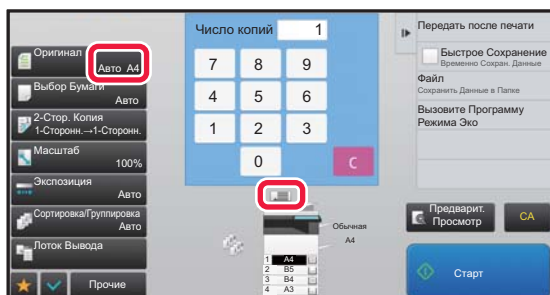 Число копий 1
Передать после печати
Быстрое Сохранение
Временно Сохран. Данные
Файл
Сохранить Данные в Папке
Вызовите Программу
Режима Эко
Оригинал
Авто A4
Выбор Бумаги
Авто
2-Стор. Копия
1-Сторонн.→1-Сторонн.
Масштаб
100%
Экспозиция
Авто
Сортировка/Группировка
Авто
Лоток Вывода
Прочие
7 8 9
4 5 6
1 2 3
0 C
Обычная
A4
1 A4
2 B5
3 B4
4 A3
Предварит.
Просмотр
CA
Старт